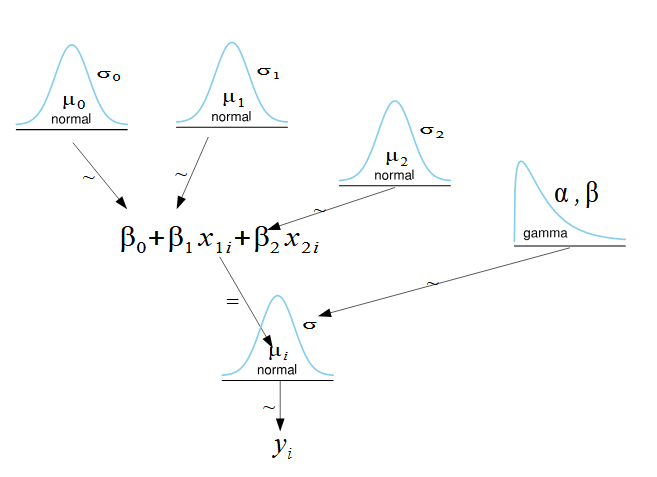 σ₀
μ₀
normal
σ₁
μ₁
normal
σ₂
μ₂
normal
α , β
gamma
~
~
~
~
β₀+β₁x₁ᵢ+β₂x₂ᵢ
=
σ
μᵢ
normal
~
yᵢ